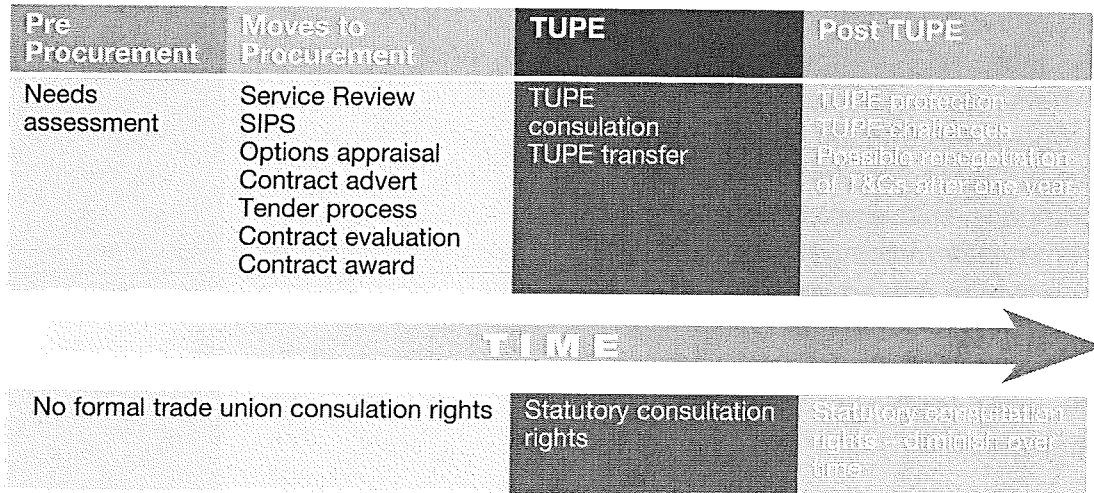 Pre
Procurement
Moves to
Procurement
TUPE
Post TUPE
Needs
assessment
Service Review
SIPS
Options appraisal
Contract advert
Tender process
Contract evaluation
Contract award
TUPE
consulation
TUPE transfer
TUPE protection
TUPE challenges
Possible renegotiation
of T&Cs after one year
TIME
No formal trade union consulation rights
Statutory consultation
rights
Statutory consultation
rights - diminish over
time